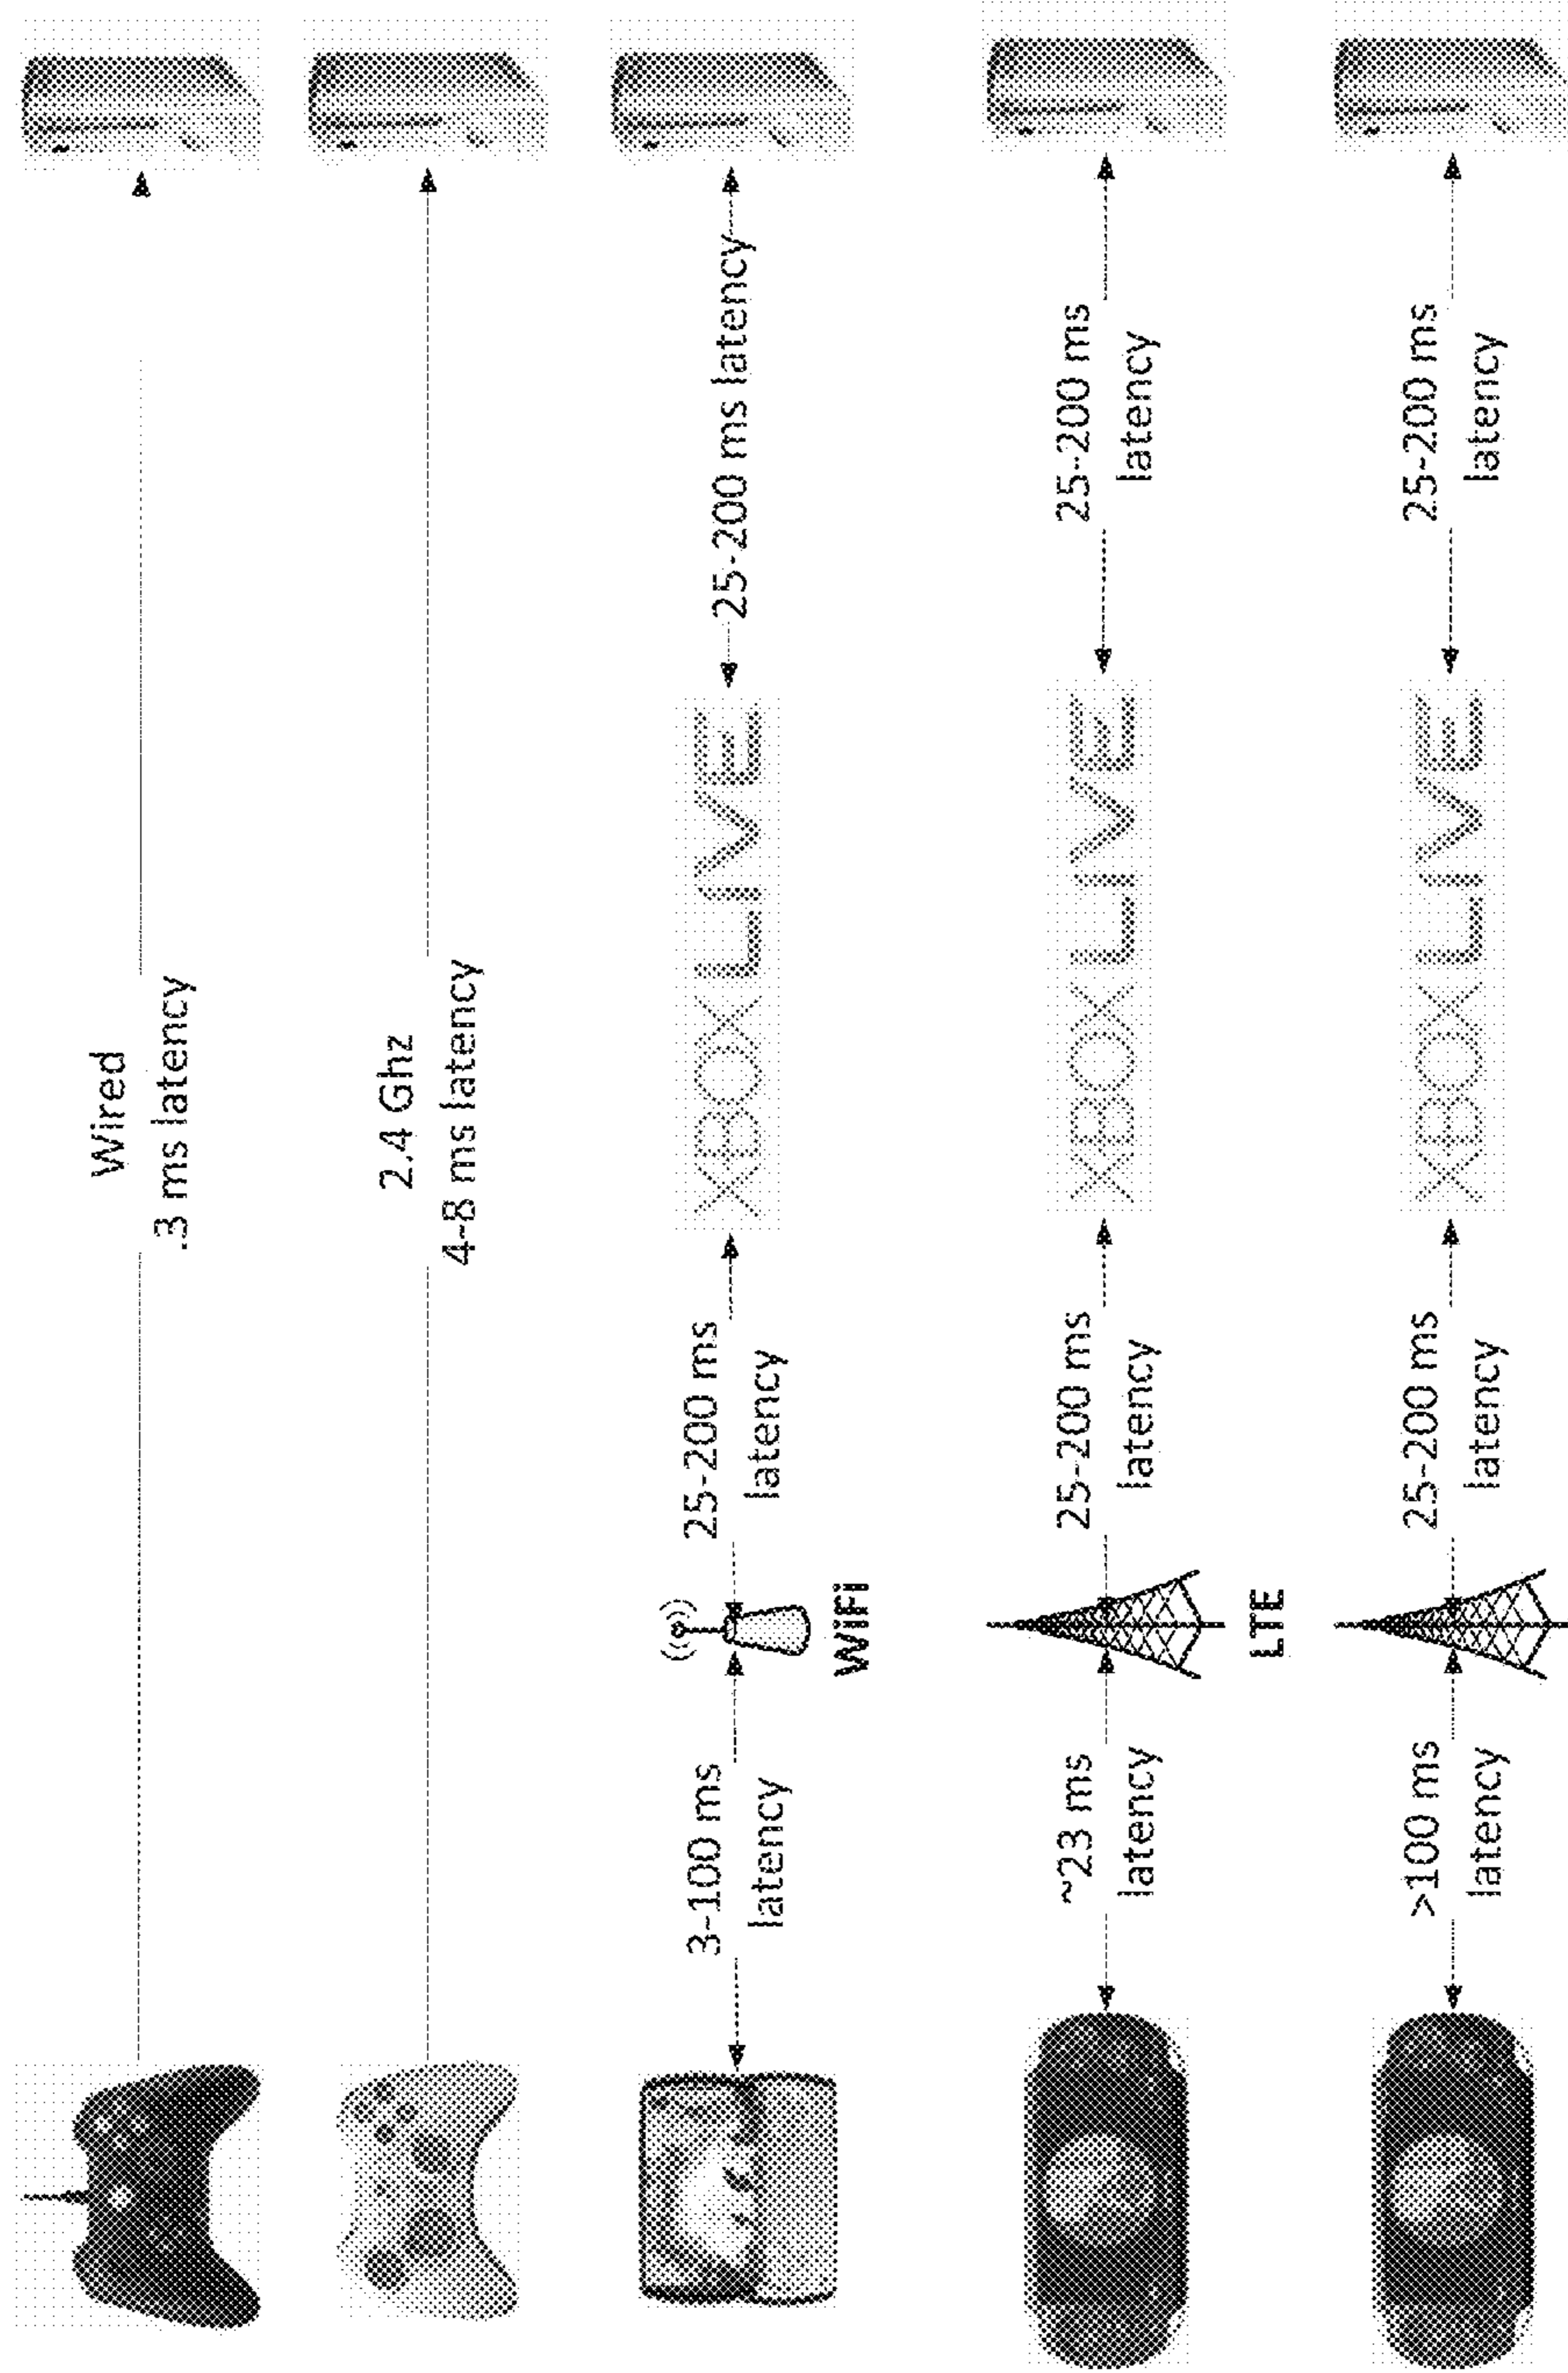 Wired
.3 ms latency
2.4 Ghz
4-8 ms latency
3-100 ms
latency
WiFi
25-200 ms
latency
XBOX LIVE
25-200 ms latency
~23 ms
latency
LTE
25-200 ms
latency
XBOX LIVE
25-200 ms
latency
>100 ms
latency
25-200 ms
latency
XBOX LIVE
25-200 ms
latency